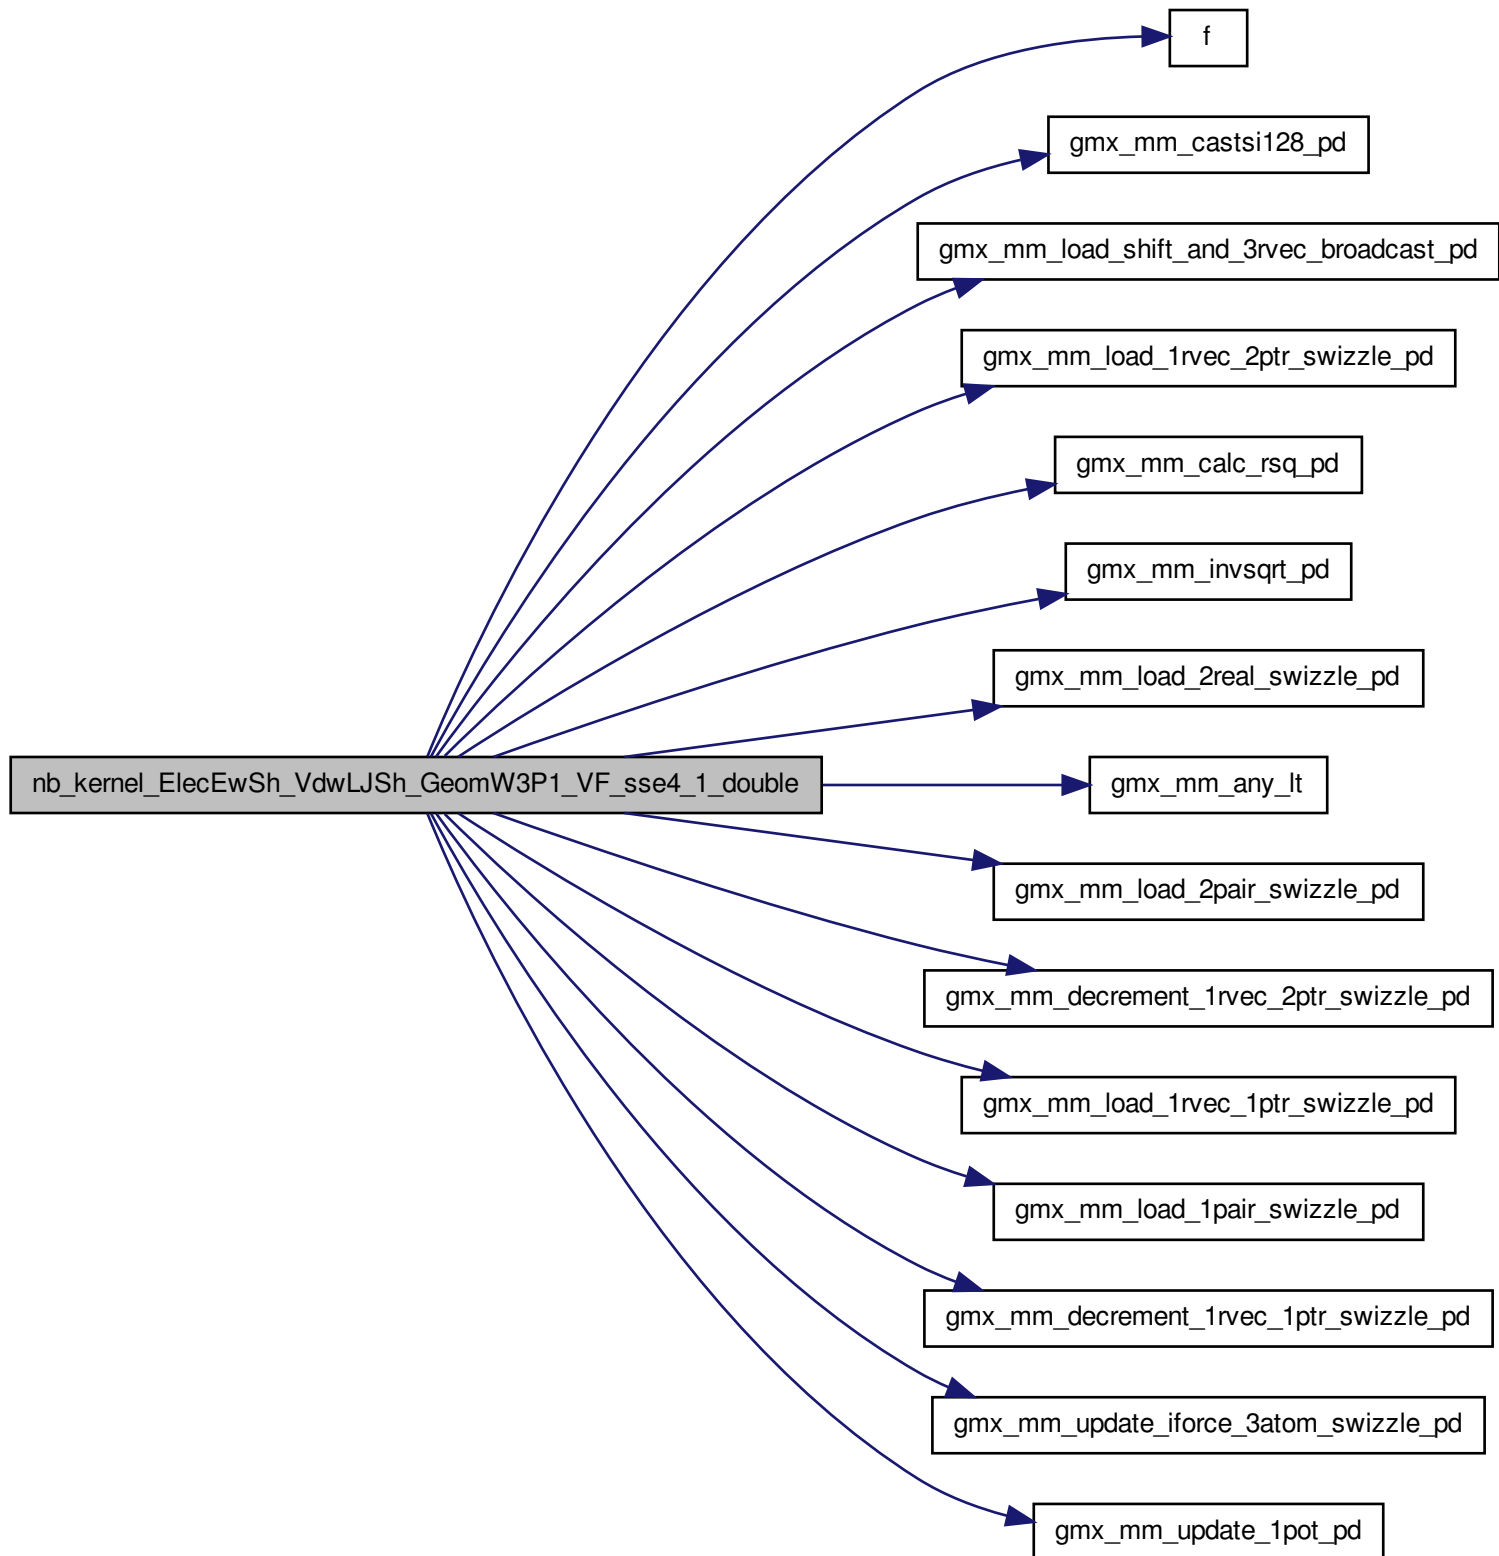 f
gmx_mm_castsi128_pd
gmx_mm_load_shift_and_3rvec_broadcast_pd
gmx_mm_load_1rvec_2ptr_swizzle_pd
gmx_mm_calc_rsq_pd
gmx_mm_invsqrt_pd
gmx_mm_load_2real_swizzle_pd
nb_kernel_ElecEwSh_VdwLJSh_GeomW3P1_VF_sse4_1_double
gmx_mm_any_lt
gmx_mm_load_2pair_swizzle_pd
gmx_mm_decrement_1rvec_2ptr_swizzle_pd
gmx_mm_load_1rvec_1ptr_swizzle_pd
gmx_mm_load_1pair_swizzle_pd
gmx_mm_decrement_1rvec_1ptr_swizzle_pd
gmx_mm_update_iforce_3atom_swizzle_pd
gmx_mm_update_1pot_pd